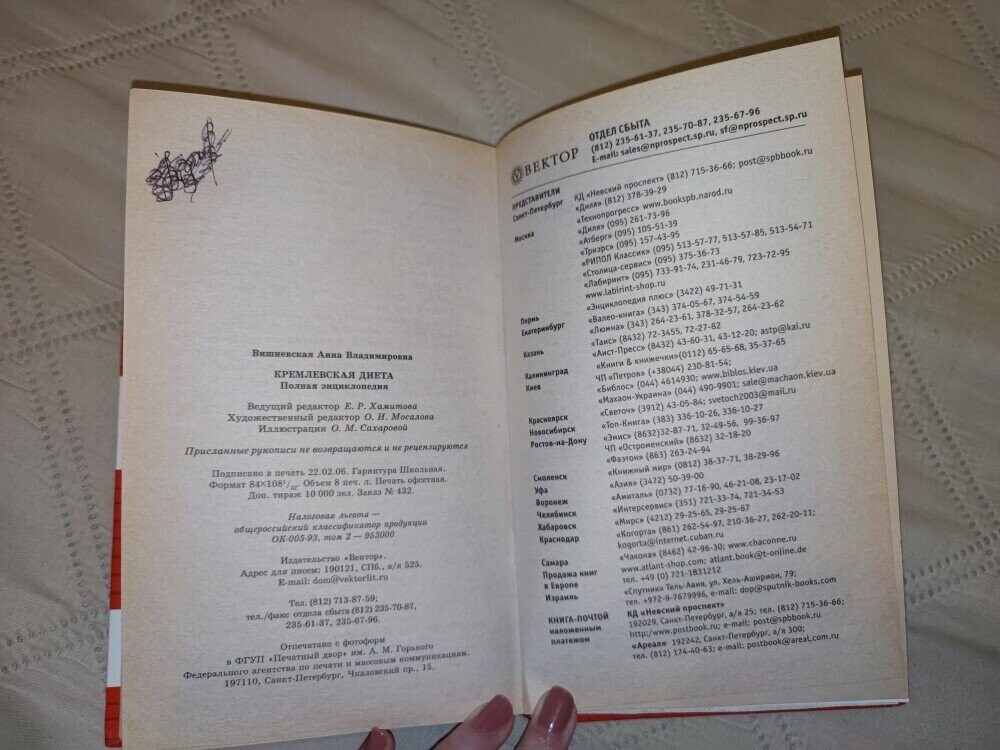 Вишневская Анна Владимировна
КРЕМЛЕВСКАЯ ДИЕТА
Полная энциклопедия
Ведущий редактор Е. Р. Хамитова
Художественный редактор О. И. Мосалова
Иллюстрации О. М. Сахаровой
Присланные рукописи не возвращаются и не рецензируются
Подписано в печать 22.02.06. Гарнитура Школьная.
Формат 84×108 1/32. Объем 8 печ. л. Печать офсетная.
Доп. тираж 10 000 экз. Заказ № 432.
Налоговая льгота —
общероссийский классификатор продукции
ОК-005-93, том 2 — 953000
Издательство «Вектор».
Адрес для писем: 190121, СПб., а/я 525.
E-mail: dom@vektorlit.ru
Тел. (812) 713-87-59;
тел./факс отдела сбыта (812) 235-70-87,
235-61-37, 235-67-96.
Отпечатано с фотоформ
в ФГУП «Печатный двор» им. А. М. Горького
Федерального агентства по печати и массовым коммуникациям.
197110, Санкт-Петербург, Чкаловский пр., 15.
ВЕКТОР
ОТДЕЛ СБЫТА
(812) 235-61-37, 235-70-87, 235-67-96
E-mail: sales@nprospect.sp.ru, sf@nprospect.sp.ru
ПРЕДСТАВИТЕЛИ
Санкт-Петербург КД «Невский проспект» (812) 715-36-66; post@spbbook.ru
«Диля» (812) 378-39-29
«Технопрогресс» www.bookspb.narod.ru
Москва «Диля» (095) 261-73-96
«Атберг» (095) 105-51-39
«Триэрс» (095) 157-43-95
«РИПОЛ Классик» (095) 513-57-77, 513-57-85, 513-54-71
«Столица-сервис» (095) 375-36-73
«Лабиринт» (095) 733-91-74, 231-46-79, 723-72-95
www.labirint-shop.ru
Пермь «Энциклопедия плюс» (3422) 49-71-31
Екатеринбург «Валео-книга» (343) 374-05-67, 374-54-59
«Люмна» (343) 264-23-61, 378-32-57, 264-23-62
Казань «Таис» (8432) 72-3455, 72-27-82
«Аист-Пресс» (8432) 43-60-31, 43-12-20; astp@kai.ru
Калининград «Книги & книжечки»(0112) 65-65-68, 35-37-65
Киев ЧП «Петров» (+38044) 230-81-54;
«Библос» (044) 4614930; www.biblos.kiev.ua
«Махаон-Украина» (044) 490-9901; sale@machaon.kiev.ua
Красноярск «Светоч» (3912) 43-05-84; svetoch2003@mail.ru
Новосибирск «Топ-Книга» (383) 336-10-26, 336-10-27
Ростов-на-Дону «Эмис» (8632)32-87-71, 32-49-56, 99-36-97
ЧП «Остроменский» (8632) 32-18-20
«Фаэтон» (863) 263-24-94
Смоленск «Книжный мир» (0812) 38-37-71, 38-29-96
Уфа «Азия» (3472) 50-39-00
Воронеж «Амиталь» (0732) 77-16-90, 46-21-08, 23-17-02
Челябинск «Интерсервис» (351) 721-33-74, 721-34-53
Хабаровск «Мирс» (4212) 29-25-65, 29-25-67
Краснодар «Когорта» (861) 262-54-97, 210-36-27, 262-20-11;
kogorta@internet.cuban.ru
Самара «Чакона» (8462) 42-96-30; www.chaconne.ru
Продажа книг www.atlant-shop.com; atlant.book@t-online.de
в Европе тел. +49 (0) 721-1831212
Израиль «Спутник» Тель-Авив, ул. Хель-Аширион, 79;
тел. +972-9-7679996, e-mail: dop@sputnik-books.com
КНИГА-ПОЧТОЙ КД «Невский проспект»
наложенным 192029, Санкт-Петербург, а/я 25; тел. (812) 715-36-66;
платежом http:/www.postbook.ru; e-mail: post@spbbook.ru
«Ареал» 192242, Санкт-Петербург, а/я 300;
тел. (812) 174-40-63; e-mail: postbook@areal.com.ru